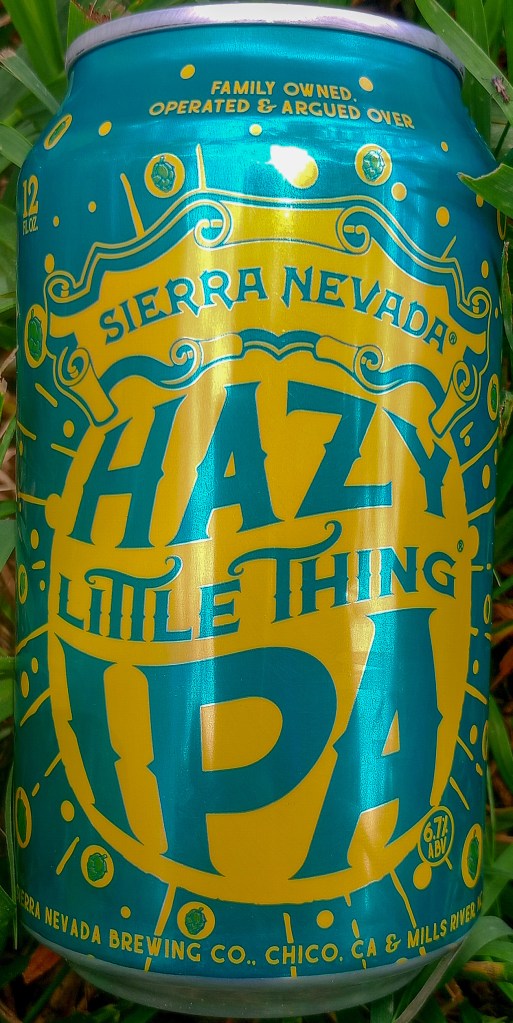 FAMILY OWNED,
OPERATED & ARGUED OVER
12
FL.OZ.
SIERRA NEVADA®
HAZY
LITTLE THING®
IPA
6.7%
ABV
SIERRA NEVADA BREWING CO., CHICO, CA & MILLS RIVER,